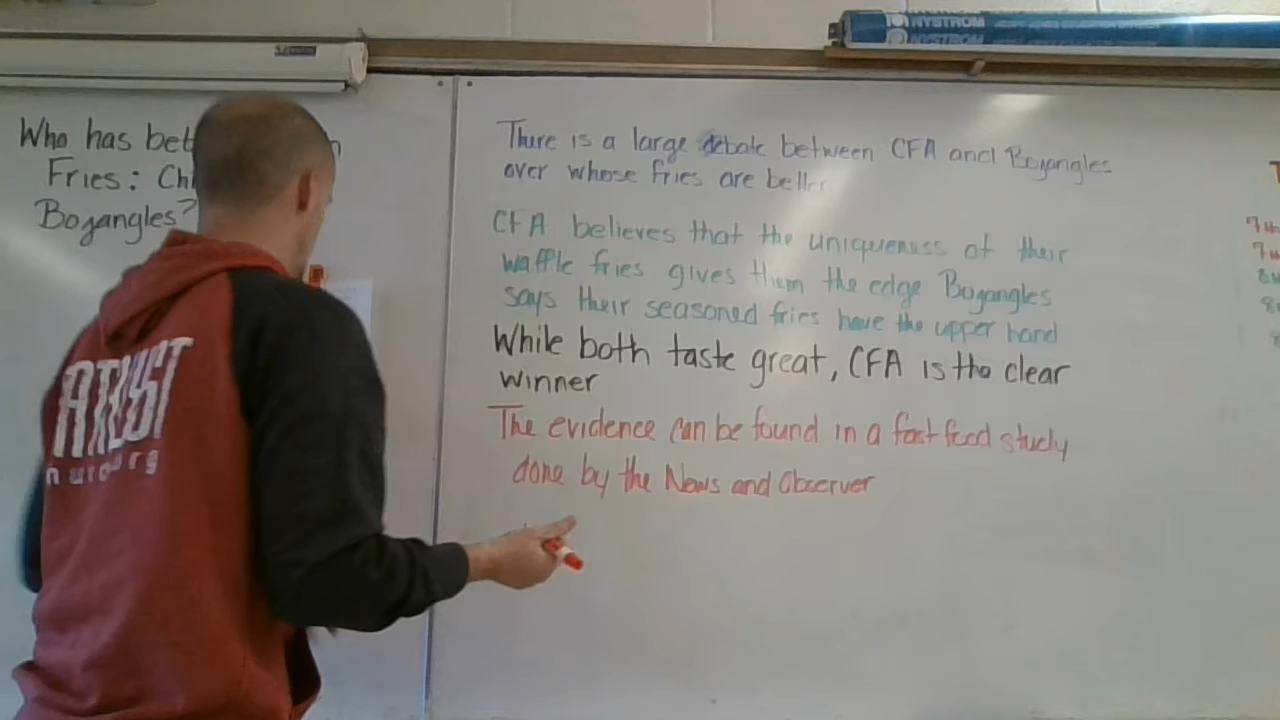 Who has bet
Fries: Ch
Bojangles?
There is a large debate between CFA and Bojangles
over whose fries are better
CFA believes that the uniqueness of their
waffle fries gives them the edge Bojangles
says their seasoned fries have the upper hand
While both taste great, CFA is the clear
winner
The evidence can be found in a fast food study
done by the News and Observer
NYSTROM
NYSTROM
7th